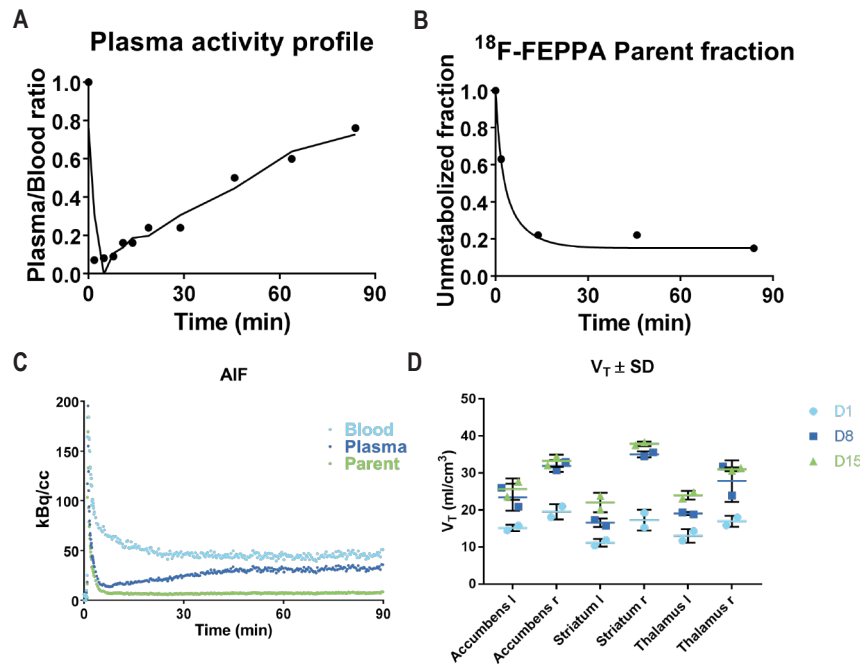 A
Plasma activity profile
Plasma/Blood ratio
1.0
0.8
0.6
0.4
0.2
0.0
0
30
60
90
Time (min)
B
18F-FEPPA Parent fraction
Unmetabolized fraction
1.0
0.8
0.6
0.4
0.2
0.0
0
30
60
90
Time (min)
C
AIF
kBq/cc
200
150
100
50
0
0
30
60
90
Time (min)
Blood
Plasma
Parent
D
VT ± SD
VT (ml/cm3)
50
40
30
20
10
0
Accumbens l
Accumbens r
Striatum l
Striatum r
Thalamus l
Thalamus r
D1
D8
D15